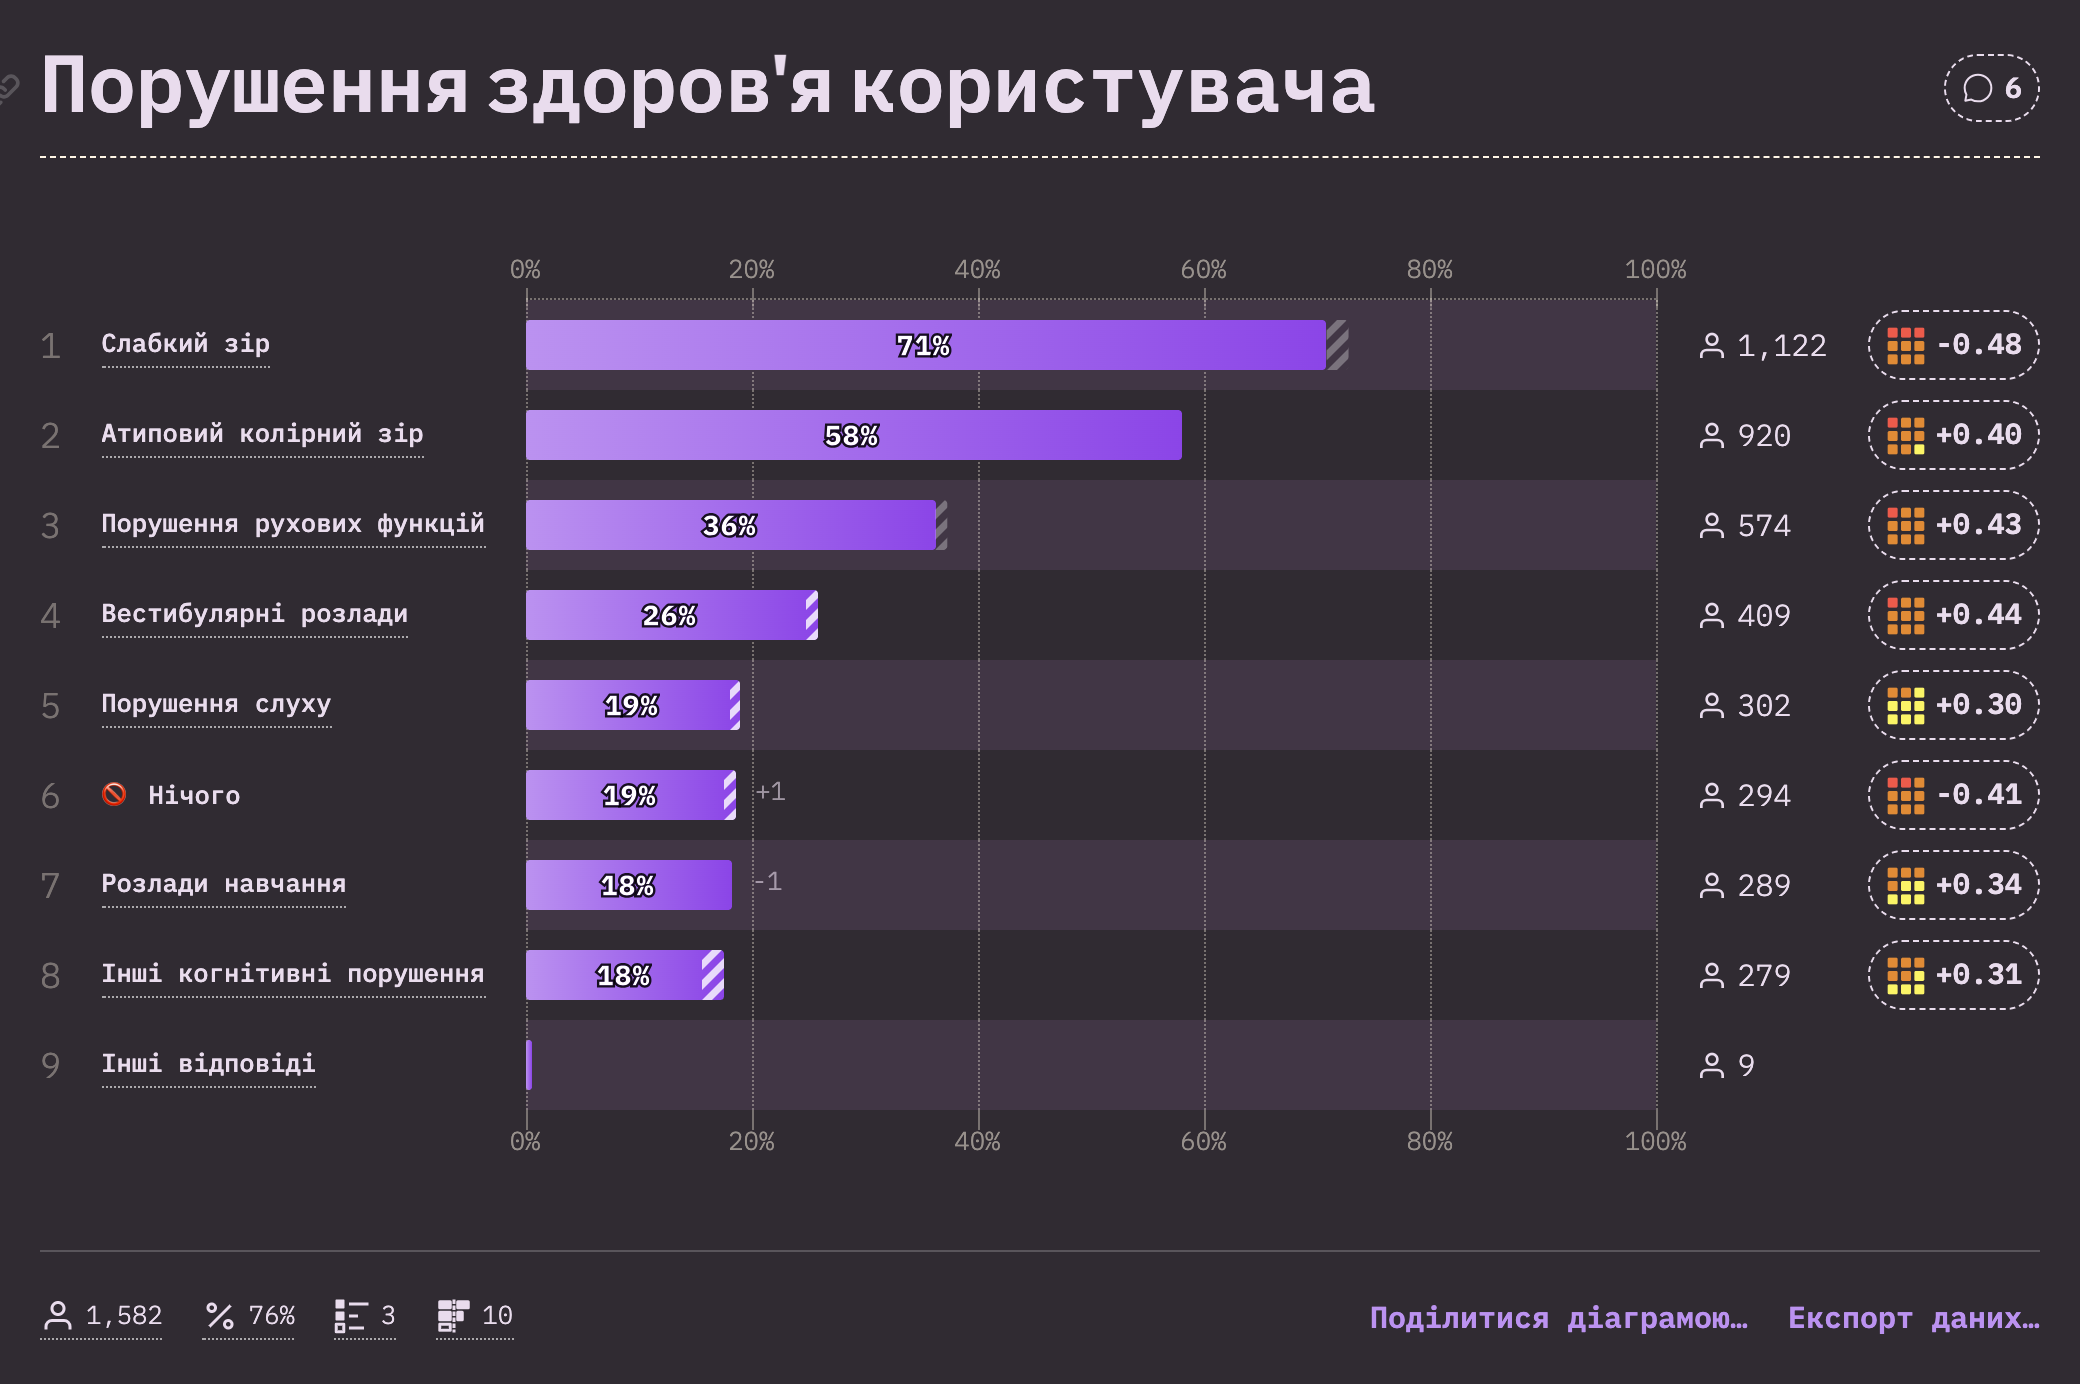 Порушення здоров'я користувача
6
0% 20% 40% 60% 80% 100%
1 Слабкий зір 71% 1,122 -0.48
2 Атиповий колірний зір 58% 920 +0.40
3 Порушення рухових функцій 36% 574 +0.43
4 Вестибулярні розлади 26% 409 +0.44
5 Порушення слуху 19% 302 +0.30
6 Нічого 19% +1 294 -0.41
7 Розлади навчання 18% -1 289 +0.34
8 Інші когнітивні порушення 18% 279 +0.31
9 Інші відповіді 9
0% 20% 40% 60% 80% 100%
1,582 76% 3 10 Поділитися діаграмою… Експорт даних…